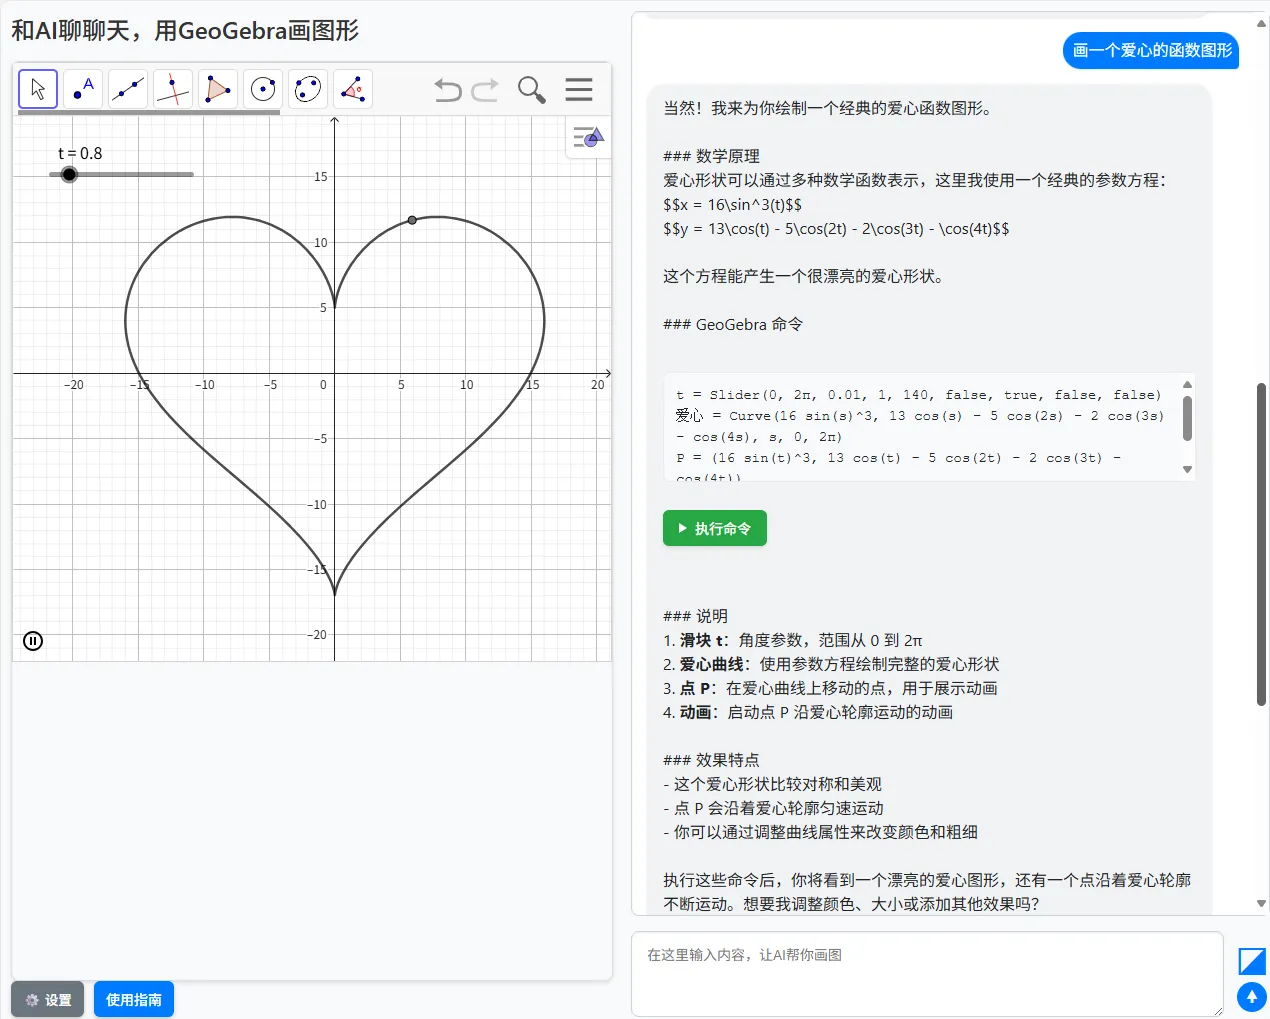 和AI聊聊天，用GeoGebra画图形
A
t = 0.8
15
10
5
−20
−15
−10
−5
0
5
10
15
20
−5
−10
−15
−20
设置
使用指南
画一个爱心的函数图形
当然！我来为你绘制一个经典的爱心函数图形。
### 数学原理
爱心形状可以通过多种数学函数表示，这里我使用一个经典的参数方程：
$$x = 16\sin^3(t)$$
$$y = 13\cos(t) - 5\cos(2t) - 2\cos(3t) - \cos(4t)$$
这个方程能产生一个很漂亮的爱心形状。
### GeoGebra 命令
t = Slider(0, 2π, 0.01, 1, 140, false, true, false, false)
爱心 = Curve(16 sin(s)^3, 13 cos(s) - 5 cos(2s) - 2 cos(3s)
- cos(4s), s, 0, 2π)
P = (16 sin(t)^3, 13 cos(t) - 5 cos(2t) - 2 cos(3t) -
cos(4t))
执行命令
### 说明
1. 滑块 t：角度参数，范围从 0 到 2π
2. 爱心曲线：使用参数方程绘制完整的爱心形状
3. 点 P：在爱心曲线上移动的点，用于展示动画
4. 动画：启动点 P 沿爱心轮廓运动的动画
### 效果特点
- 这个爱心形状比较对称和美观
- 点 P 会沿着爱心轮廓匀速运动
- 你可以通过调整曲线属性来改变颜色和粗细
执行这些命令后，你将看到一个漂亮的爱心图形，还有一个点沿着爱心轮廓
不断运动。想要我调整颜色、大小或添加其他效果吗？
在这里输入内容，让AI帮你画图